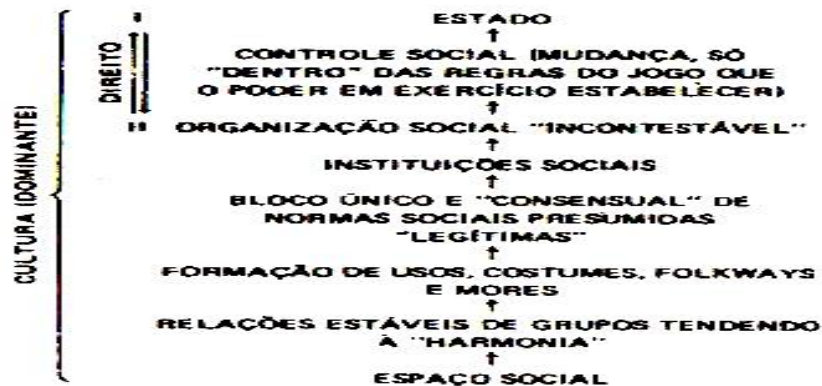 I
ESTADO
CONTROLE SOCIAL (MUDANÇA, SÓ
"DENTRO" DAS REGRAS DO JOGO QUE
O PODER EM EXERCÍCIO ESTABELECER)
DIREITO
II
ORGANIZAÇÃO SOCIAL "INCONTESTÁVEL"
INSTITUIÇÕES SOCIAIS
CULTURA (DOMINANTE)
BLOCO ÚNICO E "CONSENSUAL" DE
NORMAS SOCIAIS PRESUMIDAS
"LEGÍTIMAS"
FORMAÇÃO DE USOS, COSTUMES, FOLKWAYS
E MORES
RELAÇÕES ESTÁVEIS DE GRUPOS TENDENDO
À "HARMONIA"
ESPAÇO SOCIAL